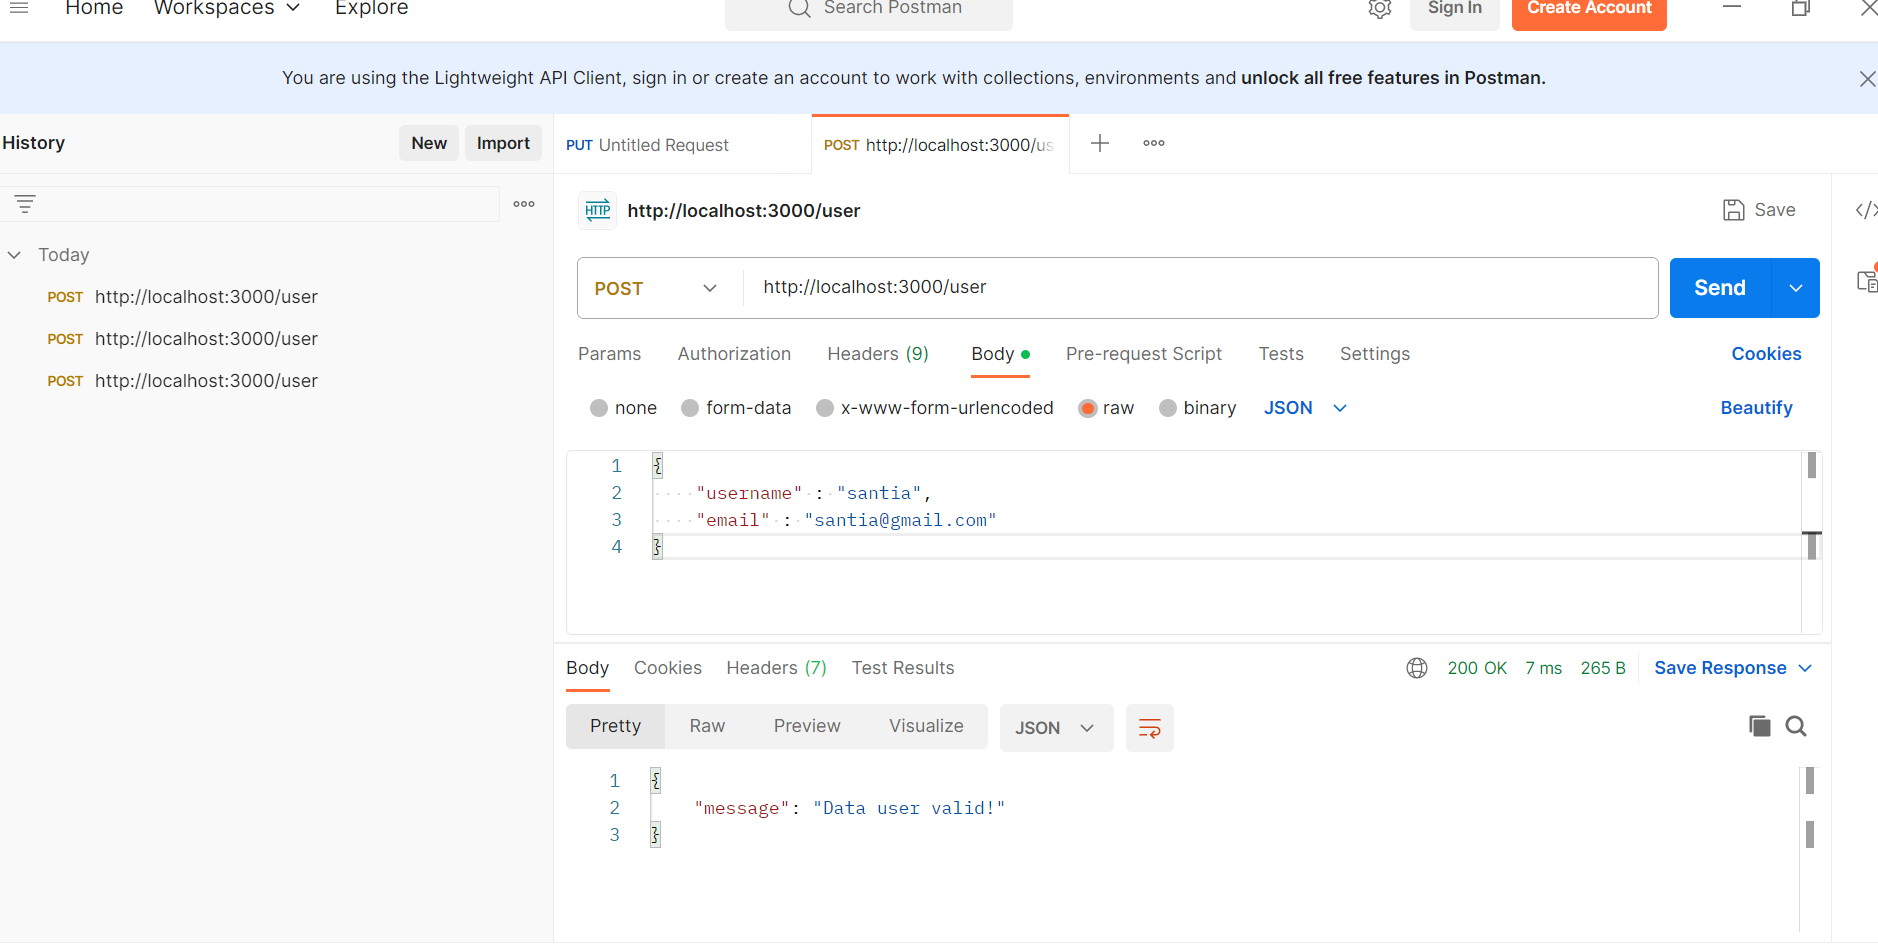 Home Workspaces Explore Search Postman Sign In Create Account
You are using the Lightweight API Client, sign in or create an account to work with collections, environments and unlock all free features in Postman.
History New Import PUT Untitled Request POST http://localhost:3000/us
HTTP http://localhost:3000/user Save
Today
POST http://localhost:3000/user
POST http://localhost:3000/user
POST http://localhost:3000/user
POST http://localhost:3000/user Send
Params Authorization Headers (9) Body Pre-request Script Tests Settings Cookies
none form-data x-www-form-urlencoded raw binary JSON Beautify
1 {
2 "username" : "santia",
3 "email" : "santia@gmail.com"
4 }
Body Cookies Headers (7) Test Results 200 OK 7 ms 265 B Save Response
Pretty Raw Preview Visualize JSON
1 {
2 "message": "Data user valid!"
3 }